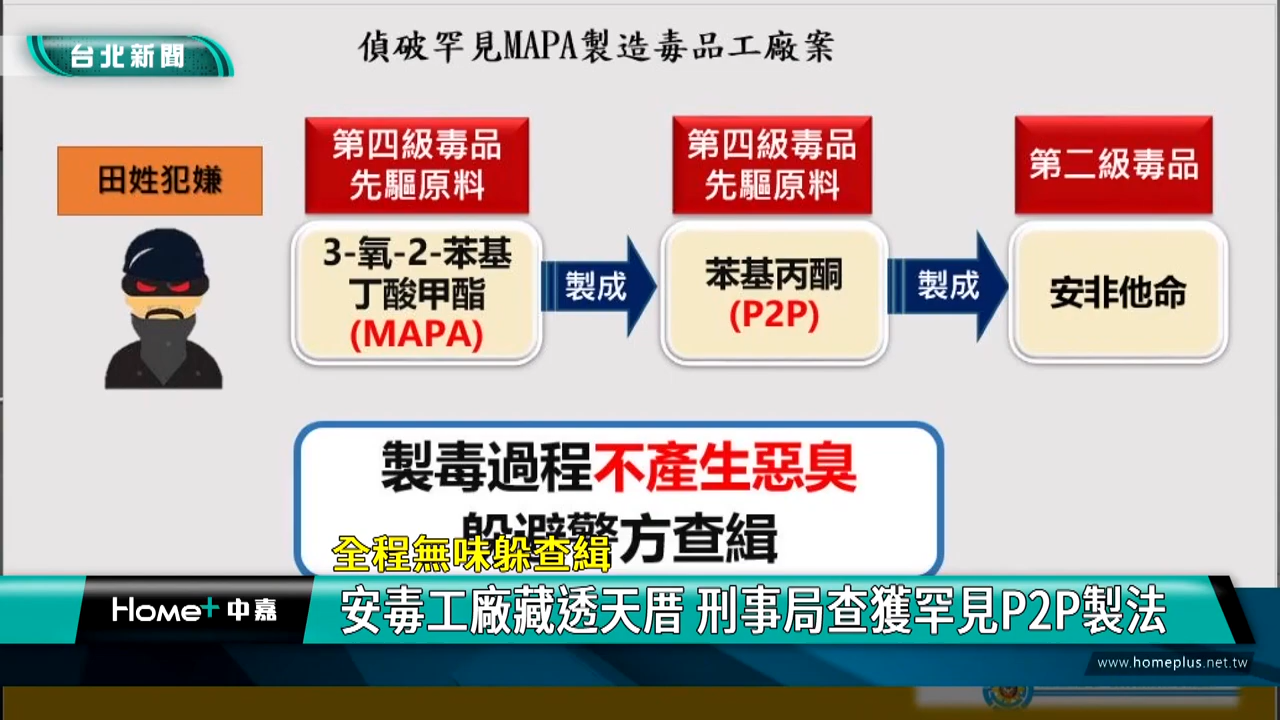 台北新聞
偵破罕見MAPA製造毒品工廠案
田姓犯嫌
第四級毒品
先驅原料
3-氧-2-苯基
丁酸甲酯
(MAPA)
製成
第四級毒品
先驅原料
苯基丙酮
(P2P)
製成
第二級毒品
安非他命
製毒過程不產生惡臭
躲避警方查緝
全程無味躲查緝
Home+中嘉
安毒工廠藏透天厝 刑事局查獲罕見P2P製法
www.homeplus.net.tw